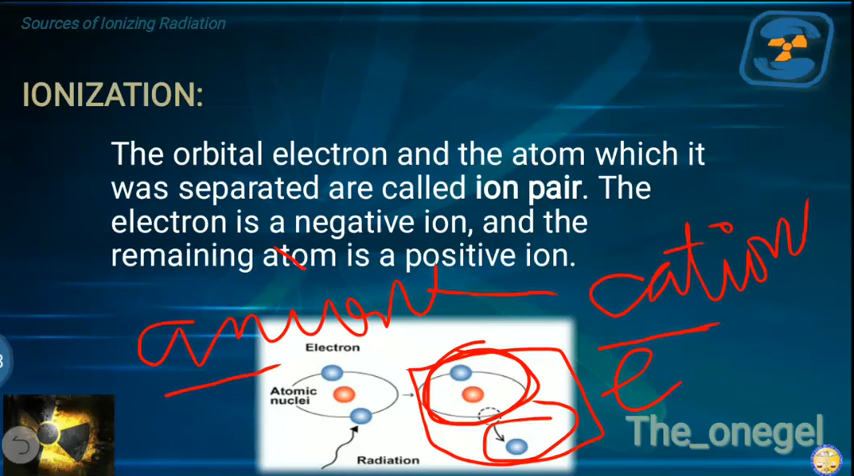 Sources of Ionizing Radiation
IONIZATION:
The orbital electron and the atom which it
was separated are called ion pair. The
electron is a negative ion, and the
remaining atom is a positive ion.
anion
cation
e
Electron
Atomic
nuclei
Radiation
The_onegel